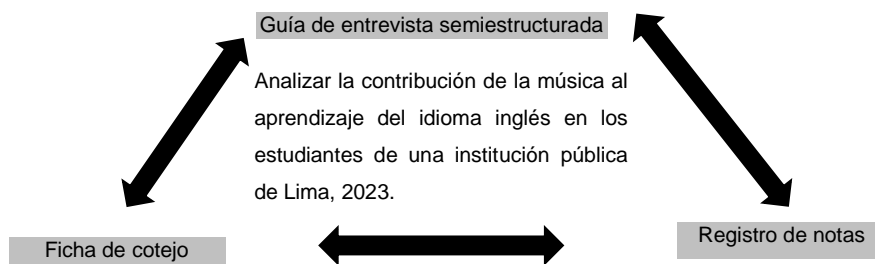 Guía de entrevista semiestructurada
Analizar la contribución de la música al
aprendizaje del idioma inglés en los
estudiantes de una institución pública
de Lima, 2023.
Ficha de cotejo
Registro de notas